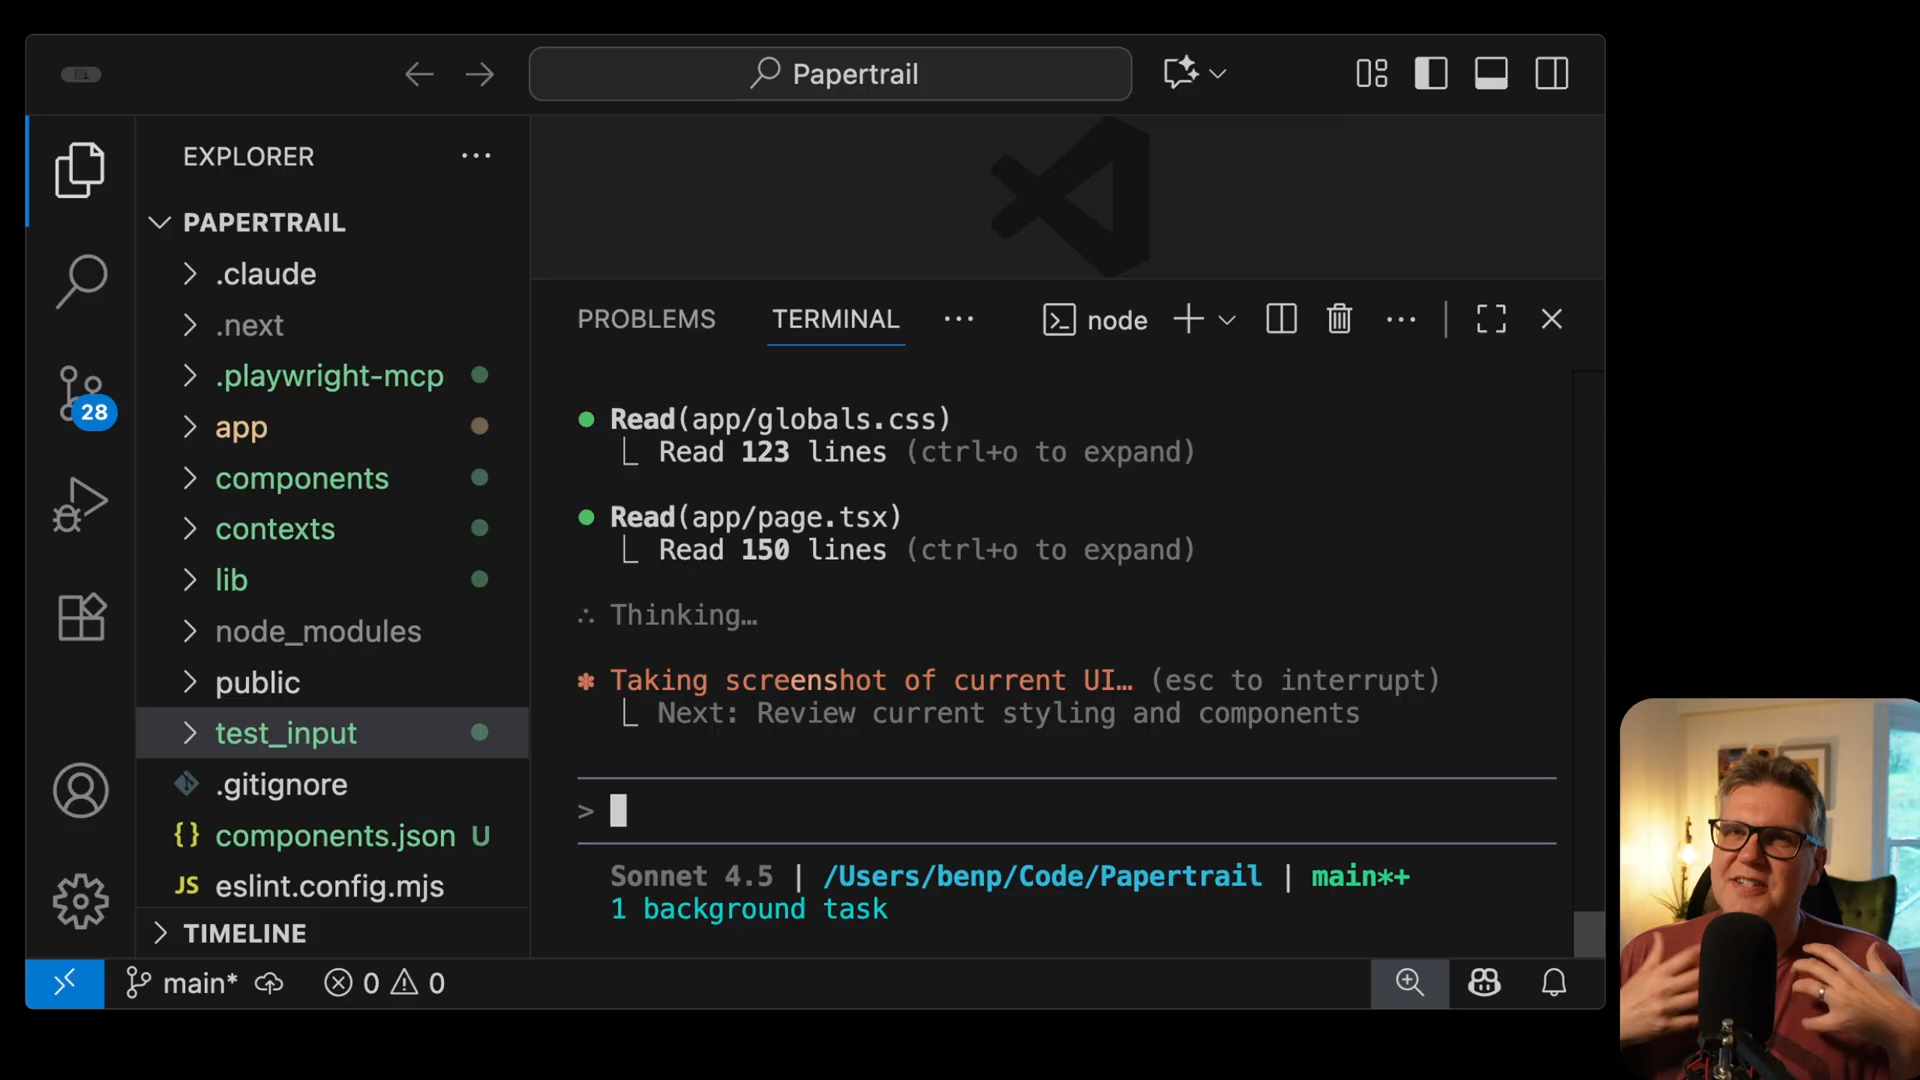 Papertrail
EXPLORER
PAPERTRAIL
.claude
.next
.playwright-mcp
28
app
components
contexts
lib
node_modules
public
test_input
.gitignore
{} components.json U
JS eslint.config.mjs
TIMELINE
PROBLEMS TERMINAL node
Read(app/globals.css)
Read 123 lines (ctrl+o to expand)
Read(app/page.tsx)
Read 150 lines (ctrl+o to expand)
∴ Thinking…
✽ Taking screenshot of current UI… (esc to interrupt)
Next: Review current styling and components
>
Sonnet 4.5 | /Users/benp/Code/Papertrail | main*+
1 background task
main* 0 0